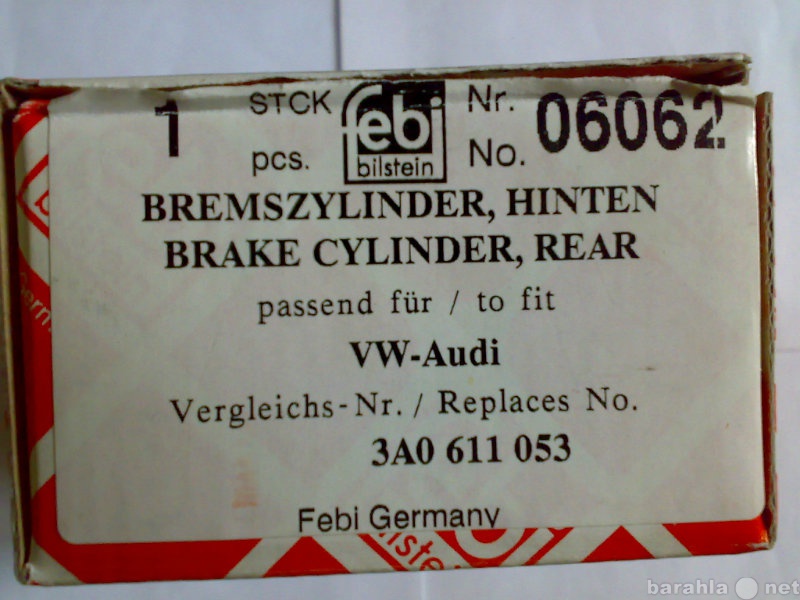 1 STCK febi Nr. 06062
pcs. bilstein No.
BREMSZYLINDER, HINTEN
BRAKE CYLINDER, REAR
passend für / to fit
VW-Audi
Vergleichs-Nr. / Replaces No.
3A0 611 053
Febi Germany
barahla net